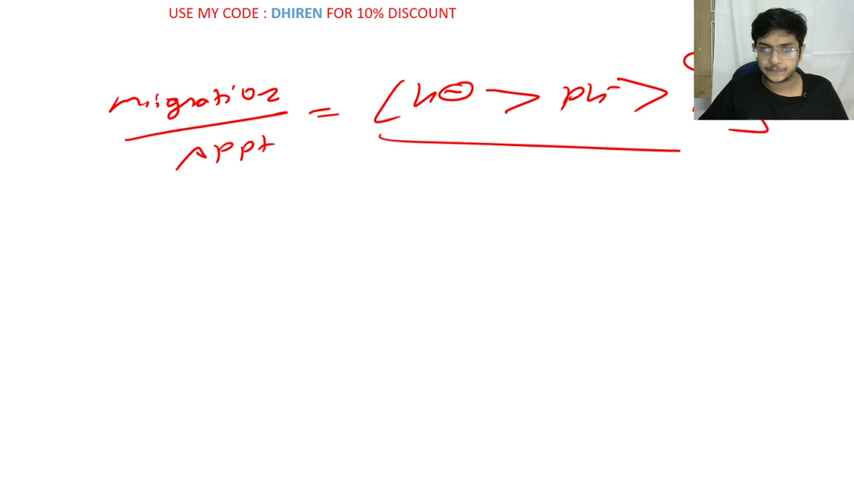 USE MY CODE : DHIREN FOR 10% DISCOUNT
migration = [H⊖ > Ph >
Appt